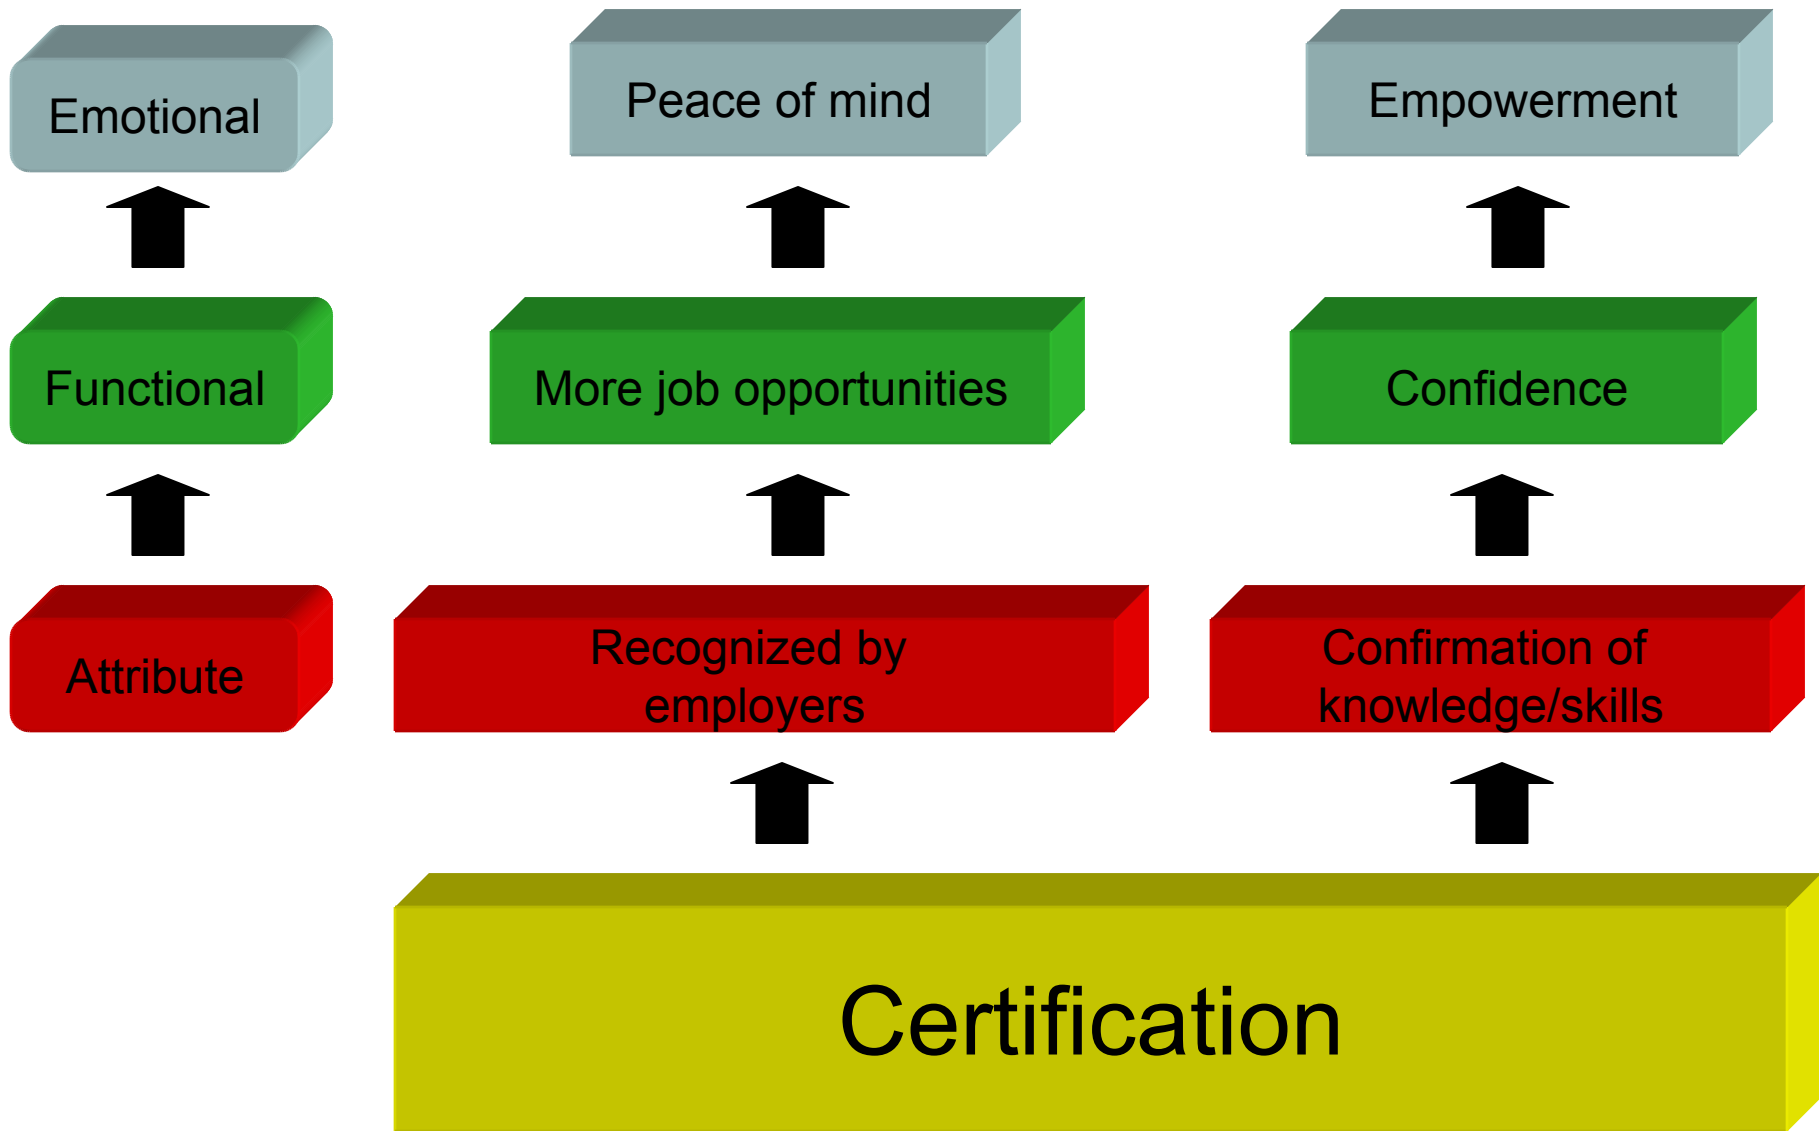 Emotional
Peace of mind
Empowerment
Functional
More job opportunities
Confidence
Attribute
Recognized by
employers
Confirmation of
knowledge/skills
Certification